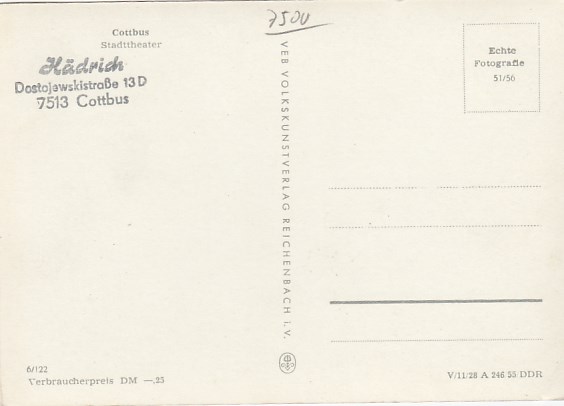 7500
Cottbus
Stadttheater
Hädrich
Dostojewskistraße 13 D
7513 Cottbus
VEB VOLKSKUNSTVERLAG REICHENBACH i. V.
Echte
Fotografie
51/56
6/122
Verbraucherpreis DM —,25
V/11/28 A 246 55 DDR